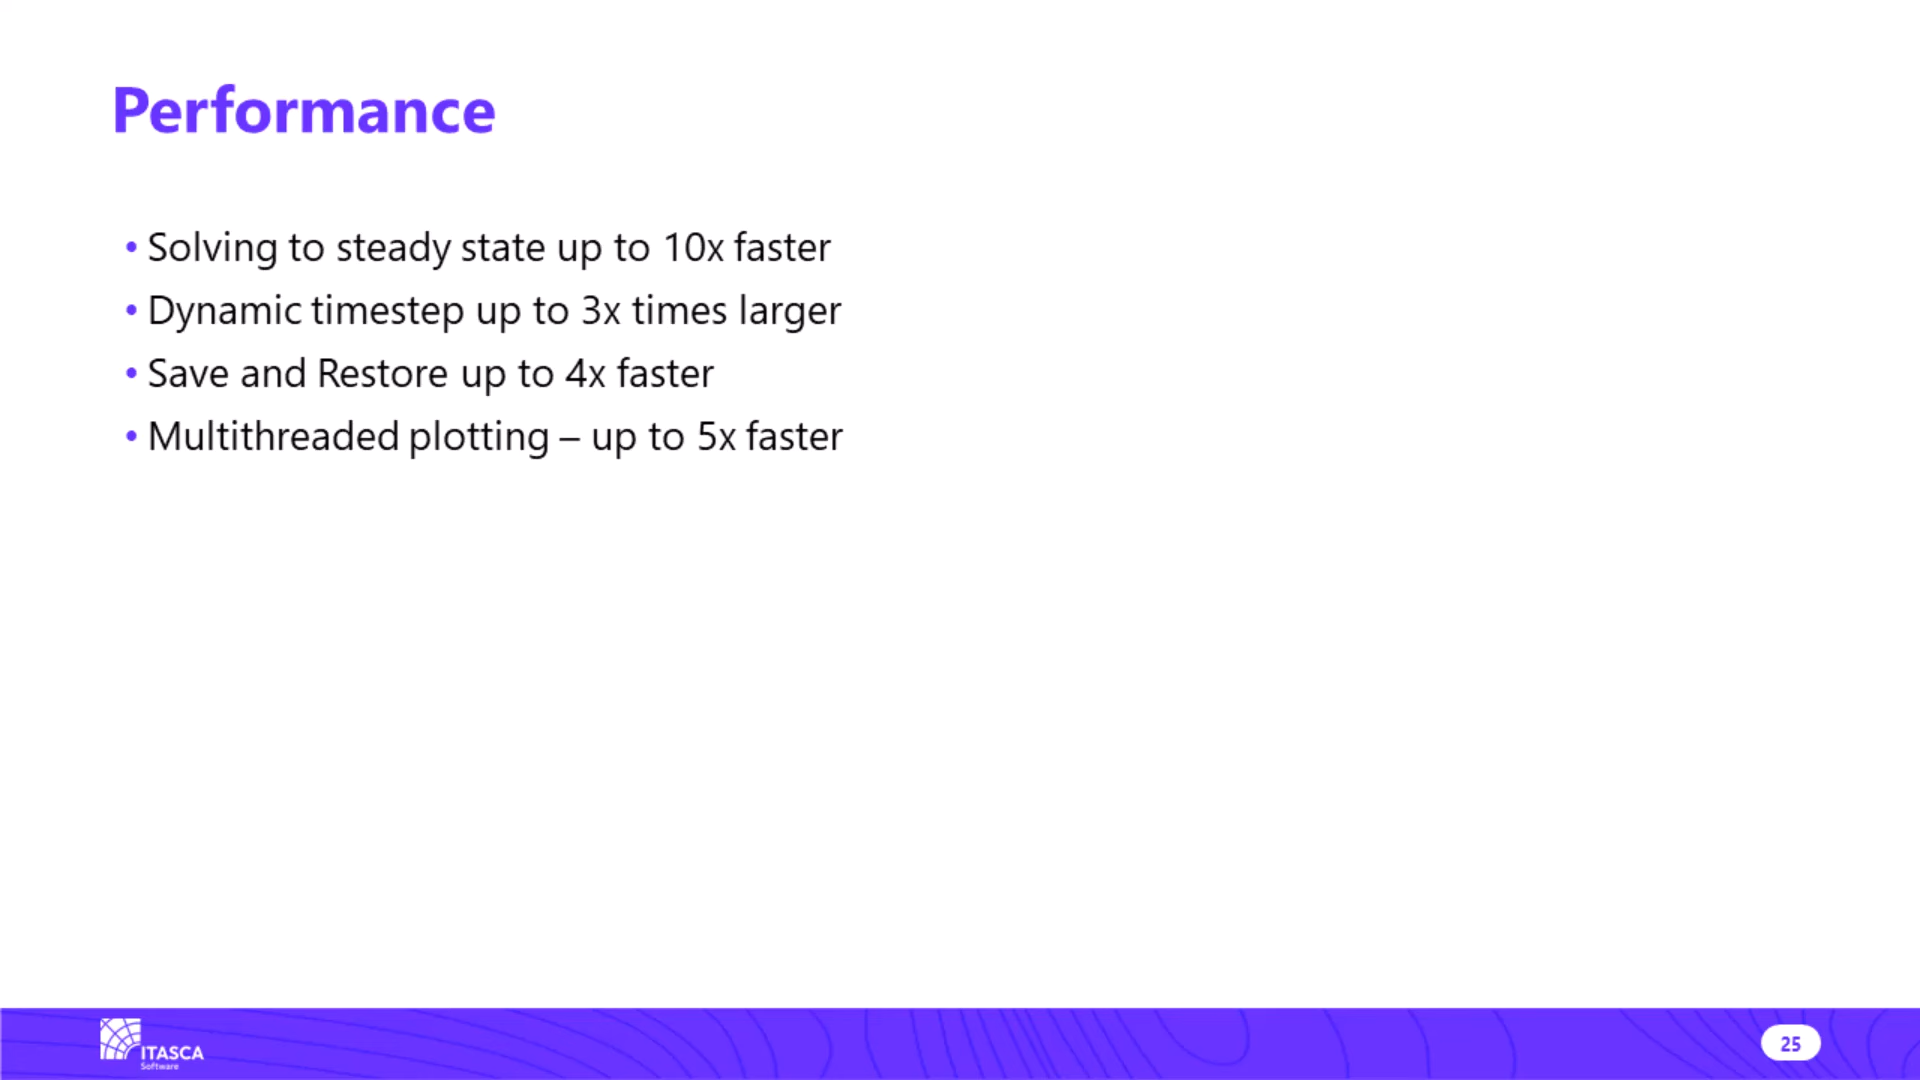 Performance
• Solving to steady state up to 10x faster
• Dynamic timestep up to 3x times larger
• Save and Restore up to 4x faster
• Multithreaded plotting – up to 5x faster
ITASCA
Software
25